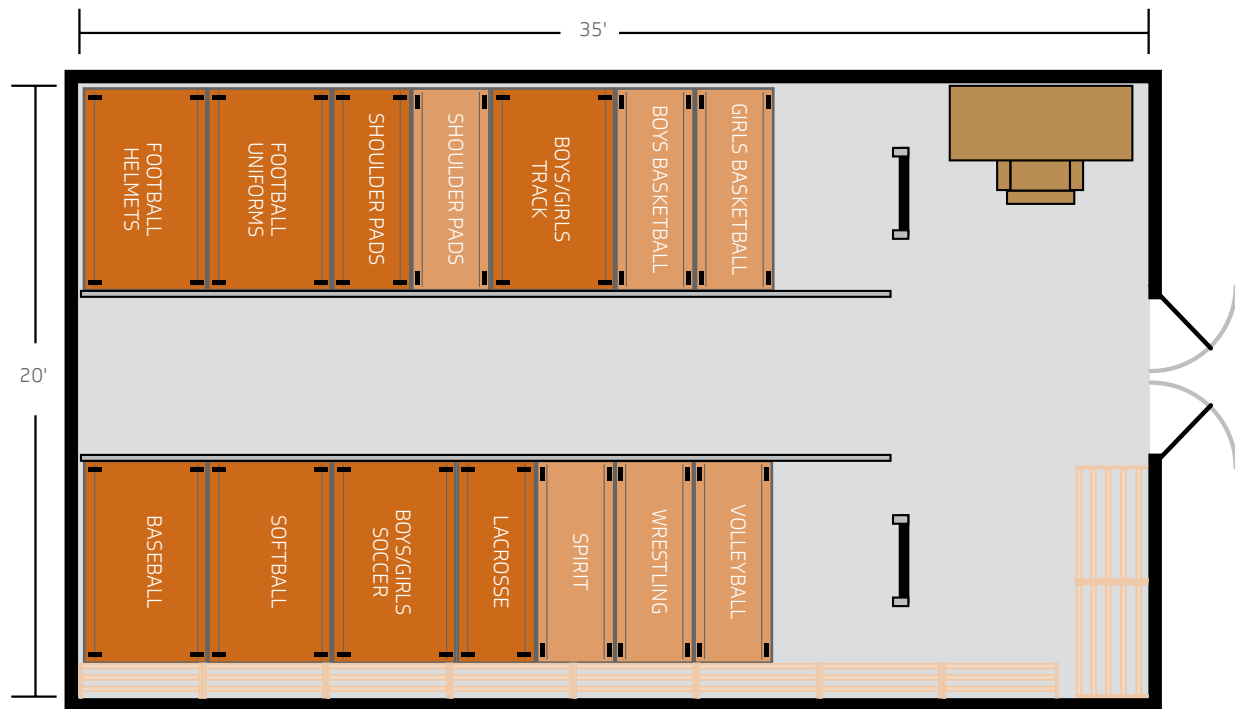 35'
20'
FOOTBALL
HELMETS
FOOTBALL
UNIFORMS
SHOULDER PADS
SHOULDER PADS
BOYS/GIRLS
TRACK
BOYS BASKETBALL
GIRLS BASKETBALL
BASEBALL
SOFTBALL
BOYS/GIRLS
SOCCER
LACROSSE
SPIRIT
WRESTLING
VOLLEYBALL